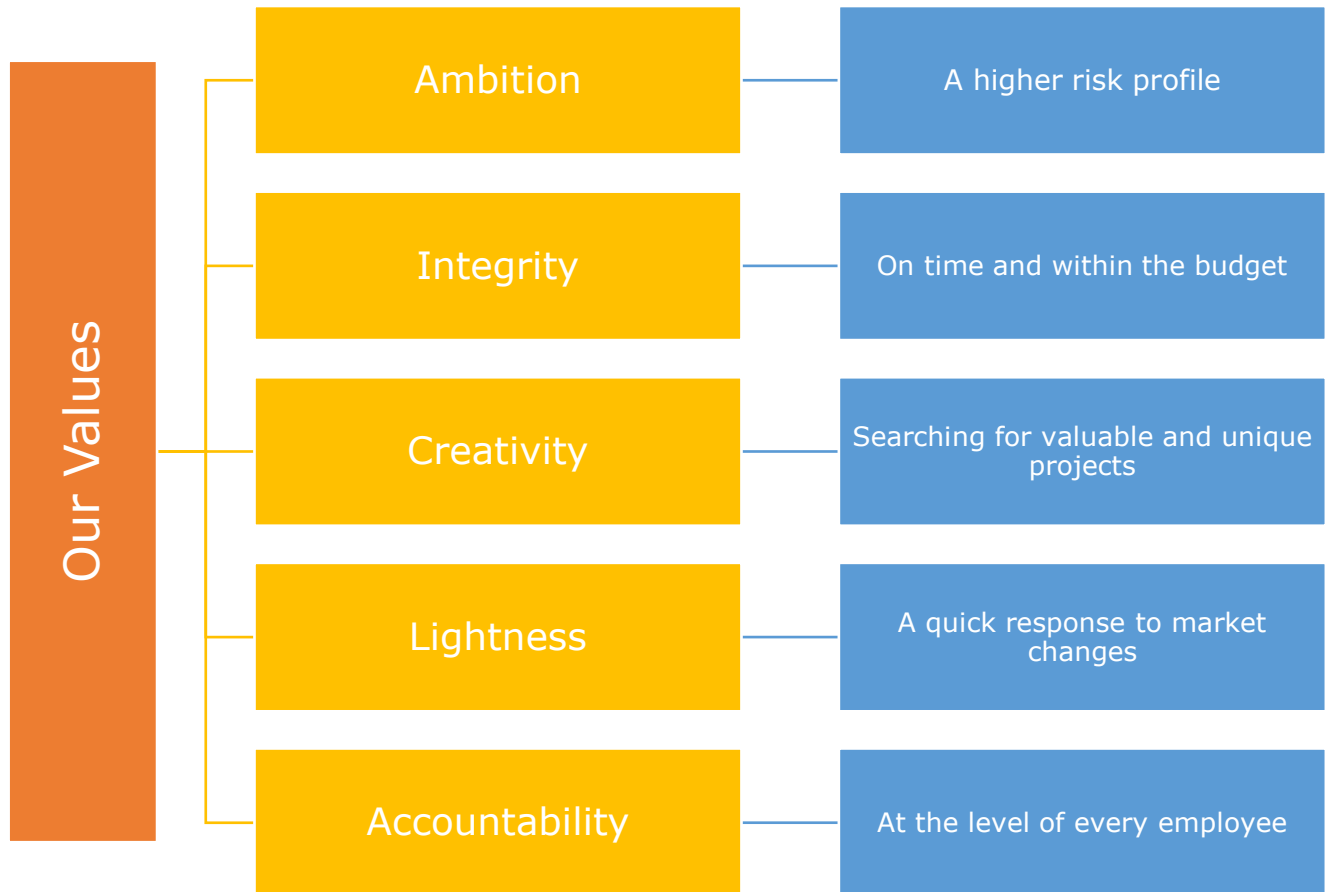 Our Values
Ambition
A higher risk profile
Integrity
On time and within the budget
Creativity
Searching for valuable and unique
projects
Lightness
A quick response to market
changes
Accountability
At the level of every employee